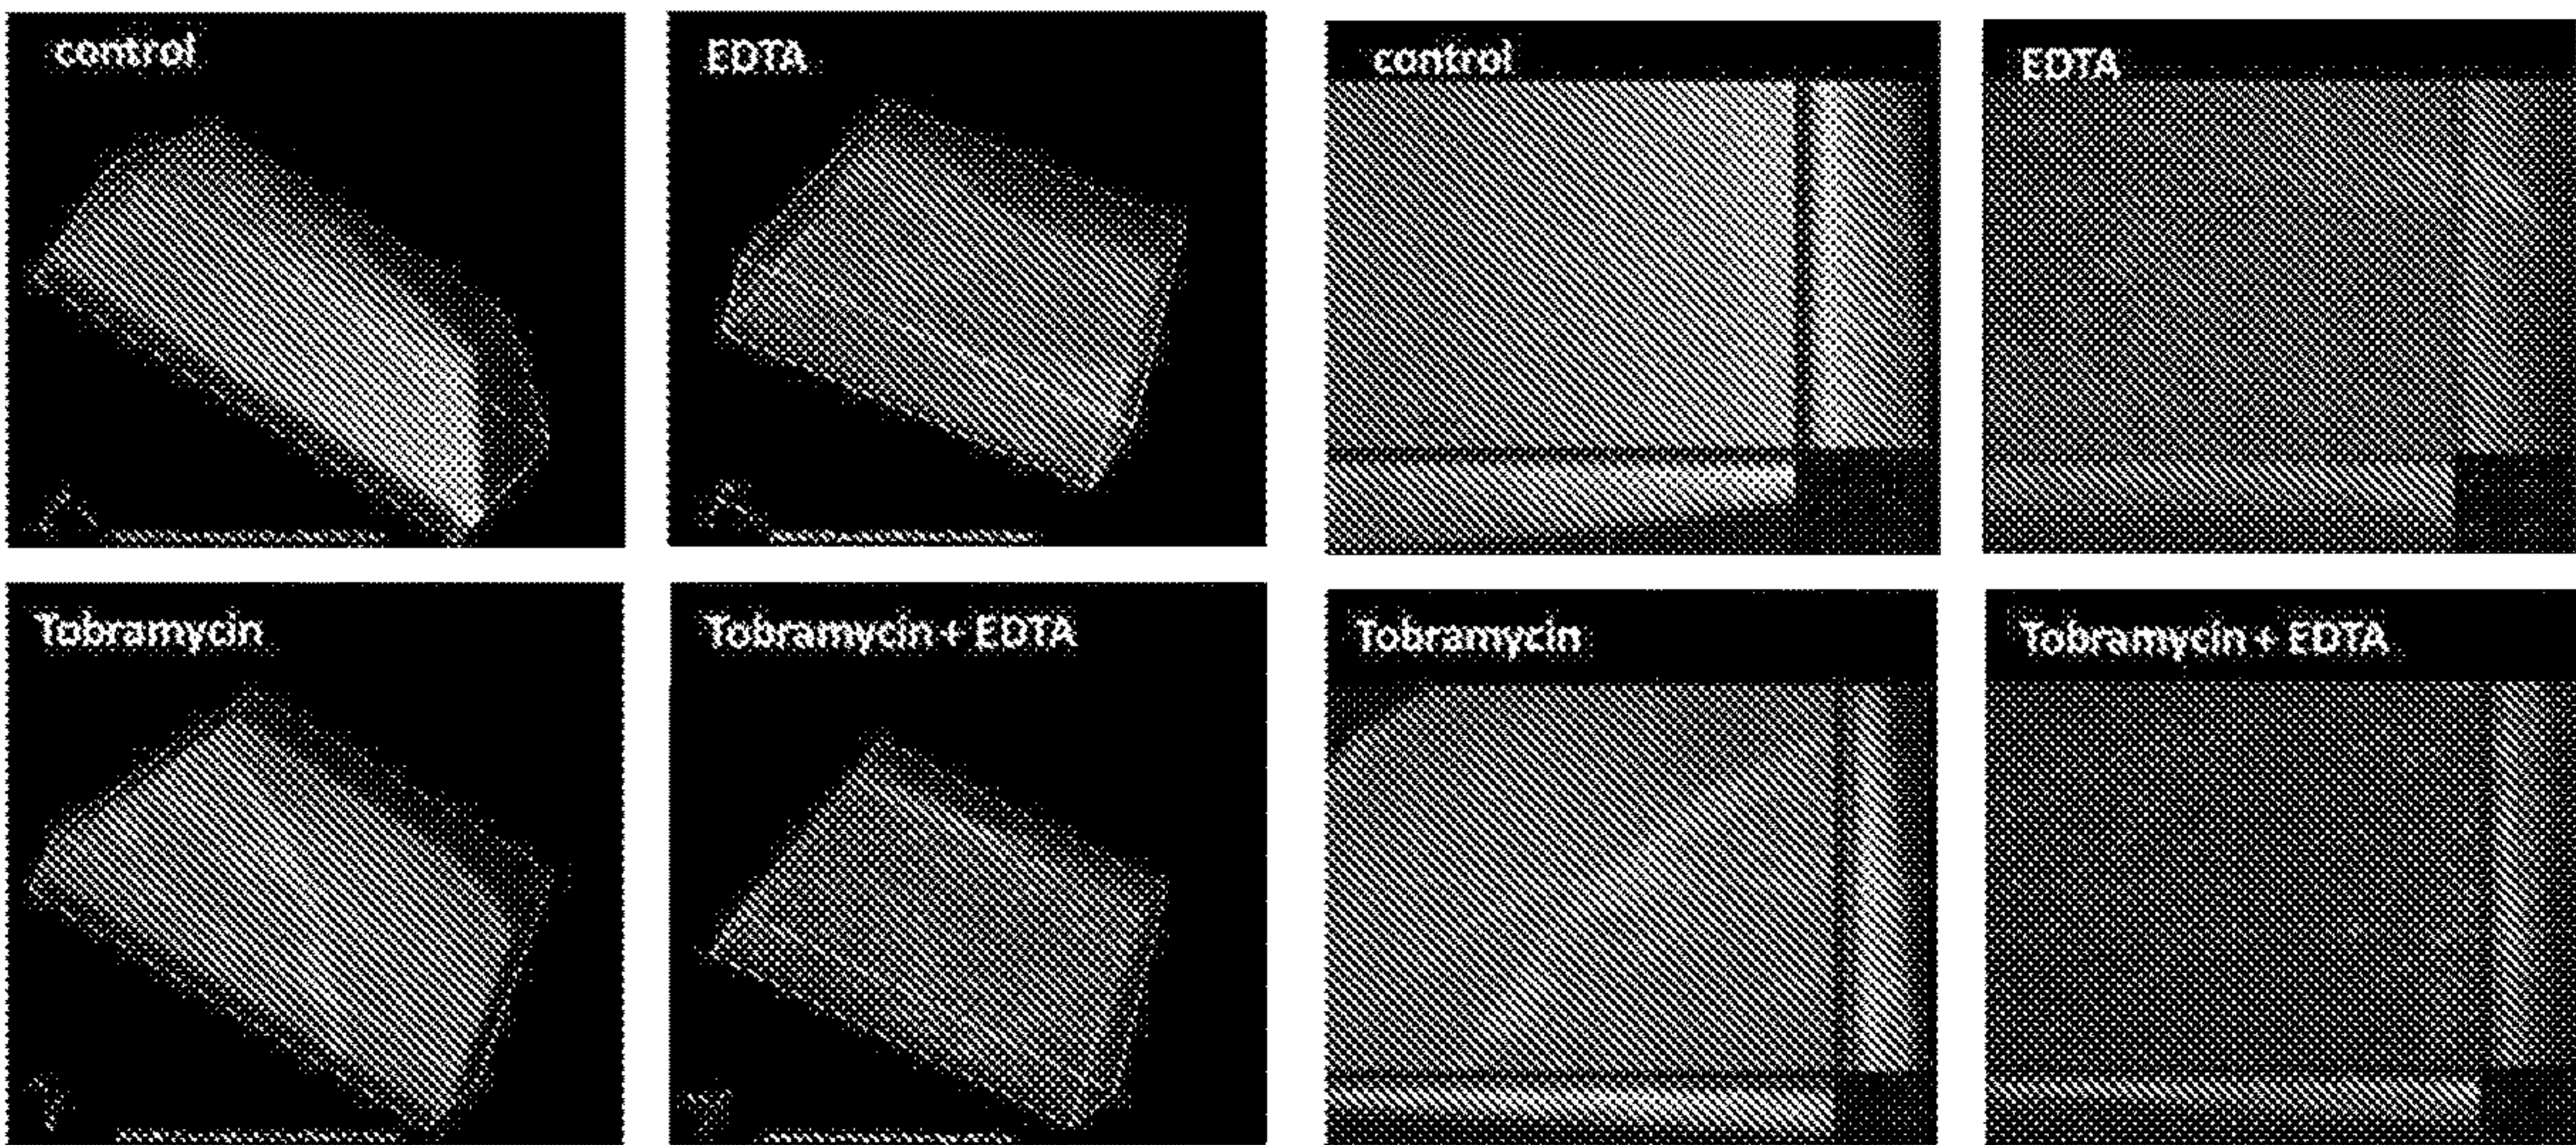 control
EDTA
control
EDTA
Tobramycin
Tobramycin + EDTA
Tobramycin
Tobramycin + EDTA